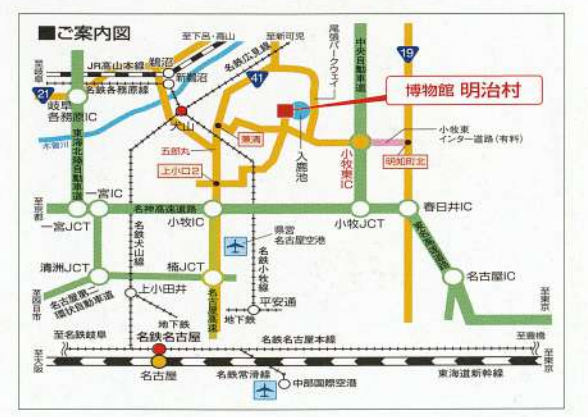 ■ご案内図
至下呂・高山
至新可児
尾張パークウェイ
中央自動車道
19
至岐阜
JR高山本線
鵜沼
新鵜沼
名鉄広見線
41
21
名鉄各務原線
岐阜
各務原IC
博物館 明治村
犬山
木曽川
東海北陸自動車道
兼清
五郎丸
上小口2
入鹿池
小牧東IC
小牧東
インター道路(有料)
明知町北
一宮IC
至京都
名神高速道路
小牧IC
小牧JCT
春日井IC
一宮JCT
名鉄犬山線
県営
名古屋空港
名鉄小牧線
清洲JCT
楠JCT
名古屋IC
名古屋第二
環状自動車道
至四日市
上小田井
地下鉄
名古屋高速
平安通
地下鉄
至東京
至名鉄岐阜
名鉄名古屋
名鉄名古屋本線
至豊橋
至大阪
名古屋
名鉄常滑線
中部国際空港
東海道新幹線
至東京